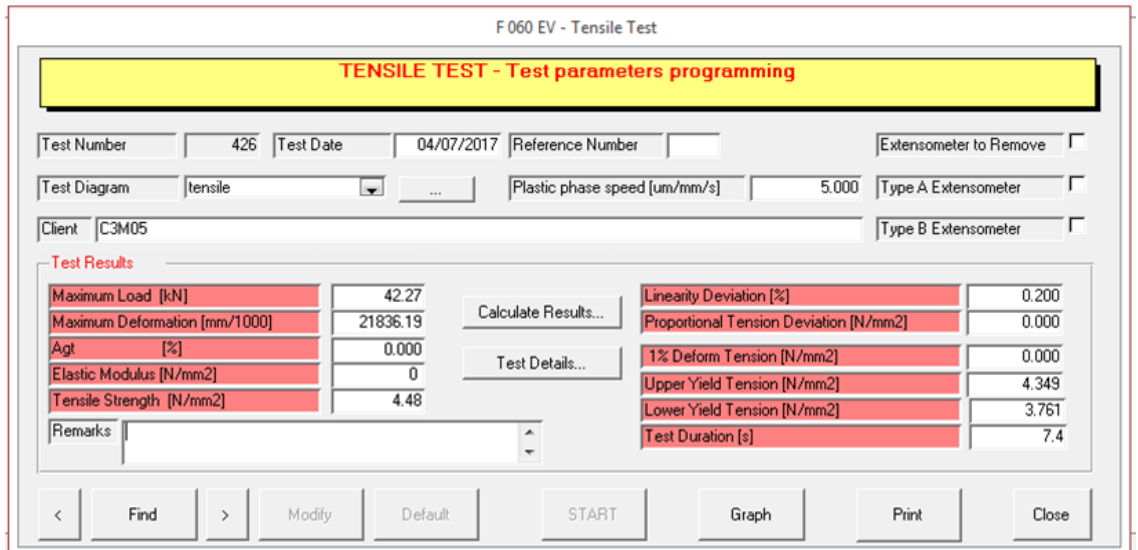 F 060 EV - Tensile Test
TENSILE TEST - Test parameters programming
Test Number 426 Test Date 04/07/2017 Reference Number Extensometer to Remove
Test Diagram tensile ... Plastic phase speed [um/mm/s] 5.000 Type A Extensometer
Client C3M05 Type B Extensometer
Test Results
Maximum Load [kN] 42.27 Calculate Results... Linearity Deviation [%] 0.200
Maximum Deformation [mm/1000] 21836.19 Proportional Tension Deviation [N/mm2] 0.000
Agt [%] 0.000 Test Details... 1% Deform Tension [N/mm2] 0.000
Elastic Modulus [N/mm2] 0 Upper Yield Tension [N/mm2] 4.349
Tensile Strength [N/mm2] 4.48 Lower Yield Tension [N/mm2] 3.761
Remarks Test Duration [s] 7.4
< Find > Modify Default START Graph Print Close